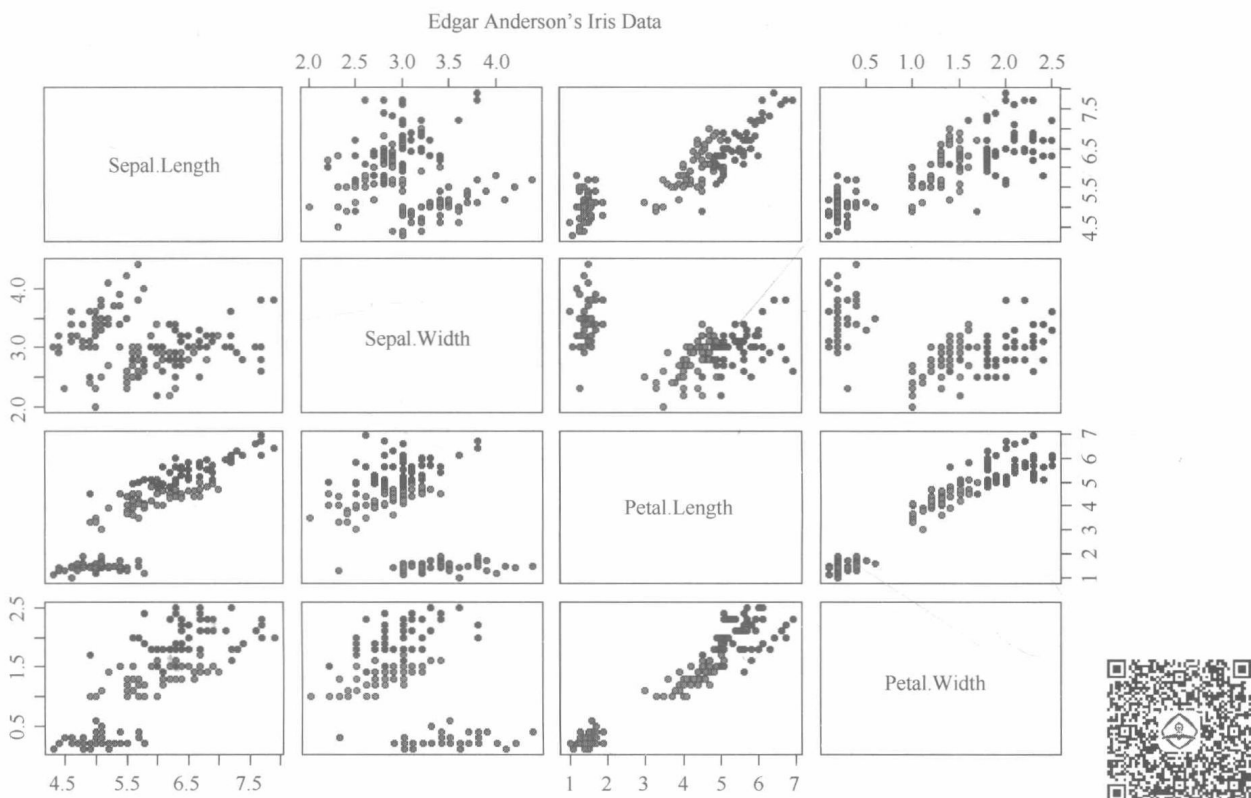 Edgar Anderson's Iris Data
2.0 2.5 3.0 3.5 4.0
0.5 1.0 1.5 2.0 2.5
Sepal.Length
4.5 5.5 6.5 7.5
2.0 3.0 4.0
Sepal.Width
Petal.Length
1 2 3 4 5 6 7
0.5 1.5 2.5
Petal.Width
4.5 5.5 6.5 7.5
1 2 3 4 5 6 7